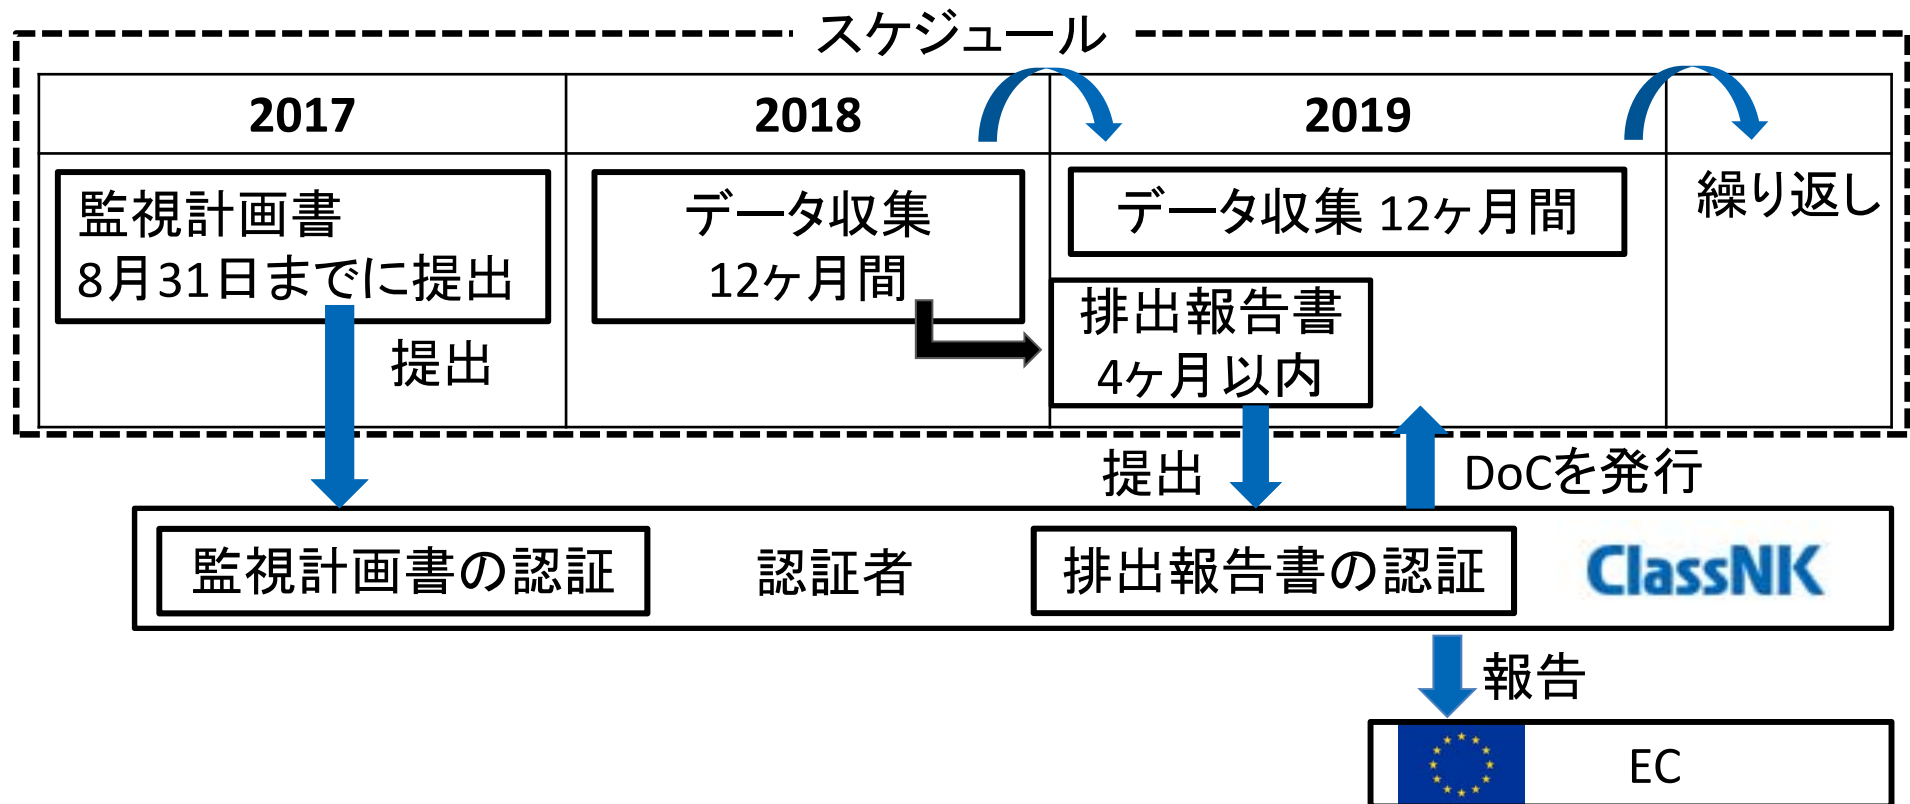 スケジュール
2017
2018
2019
監視計画書
8月31日までに提出
データ収集
12ヶ月間
データ収集 12ヶ月間
繰り返し
排出報告書
4ヶ月以内
提出
提出
DoCを発行
監視計画書の認証
認証者
排出報告書の認証
ClassNK
報告
EC